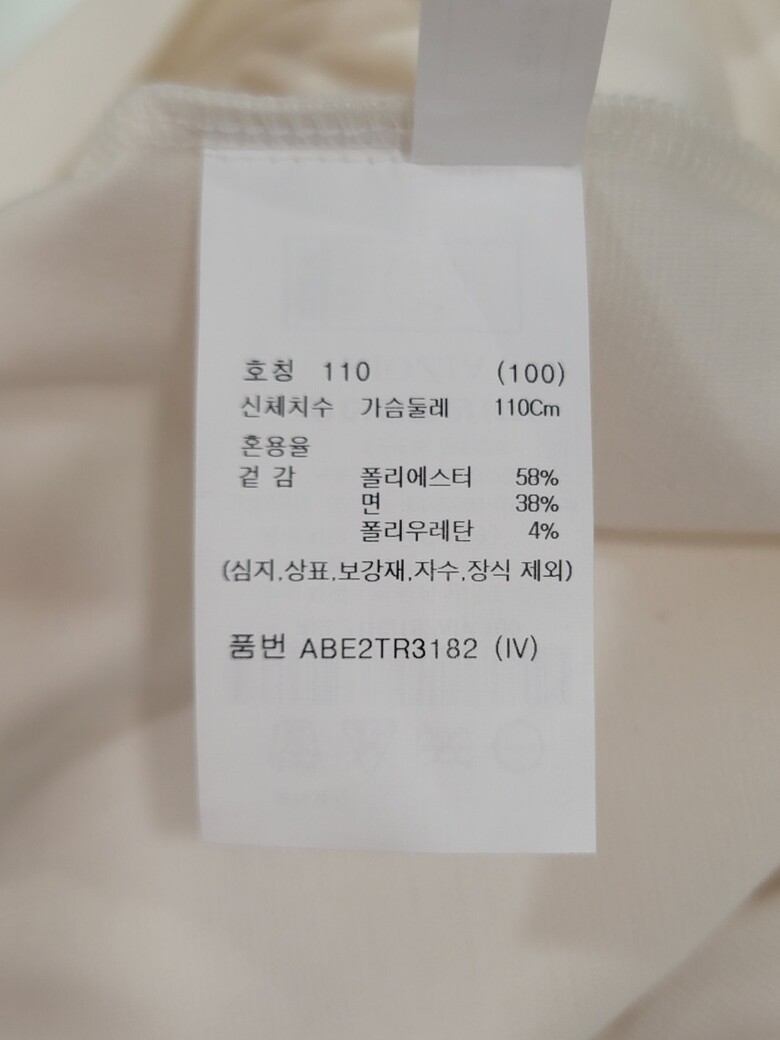 호칭 110 (100)
신체치수 가슴둘레 110Cm
혼용율
겉 감 폴리에스터 58%
면 38%
폴리우레탄 4%
(심지,상표,보강재,자수,장식 제외)
품번 ABE2TR3182 (IV)